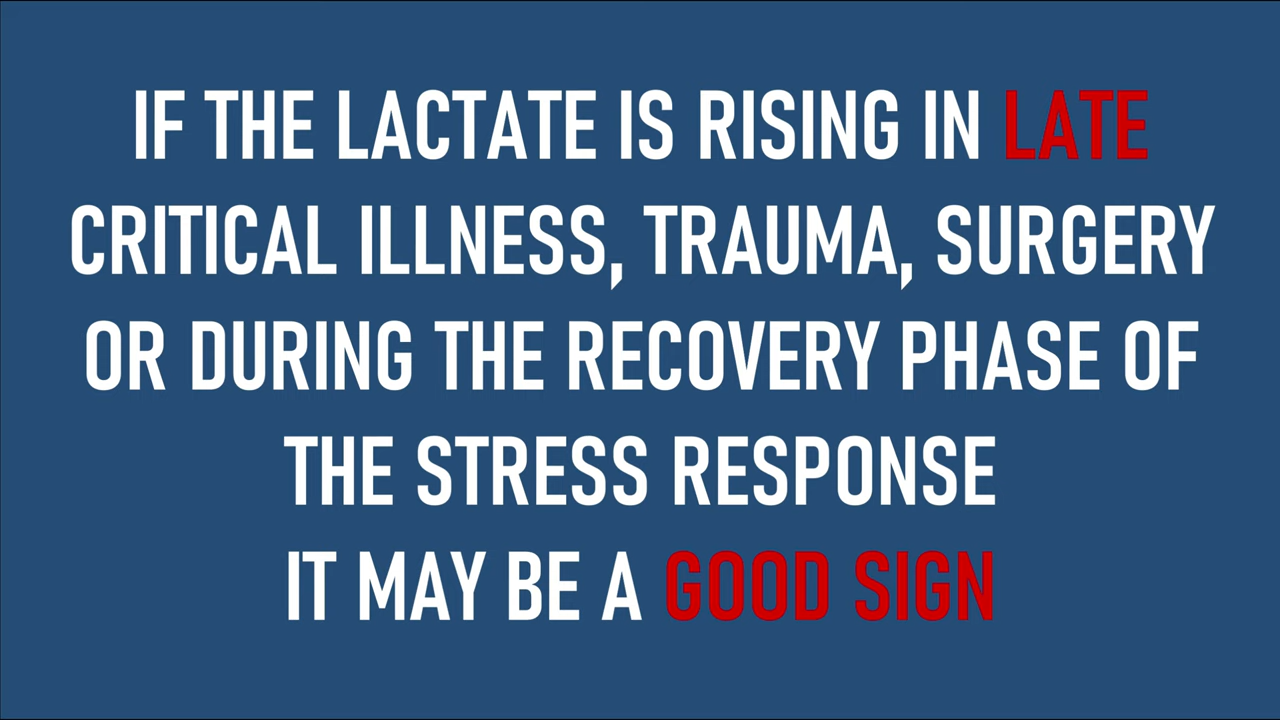 IF THE LACTATE IS RISING IN LATE
CRITICAL ILLNESS, TRAUMA, SURGERY
OR DURING THE RECOVERY PHASE OF
THE STRESS RESPONSE
IT MAY BE A GOOD SIGN